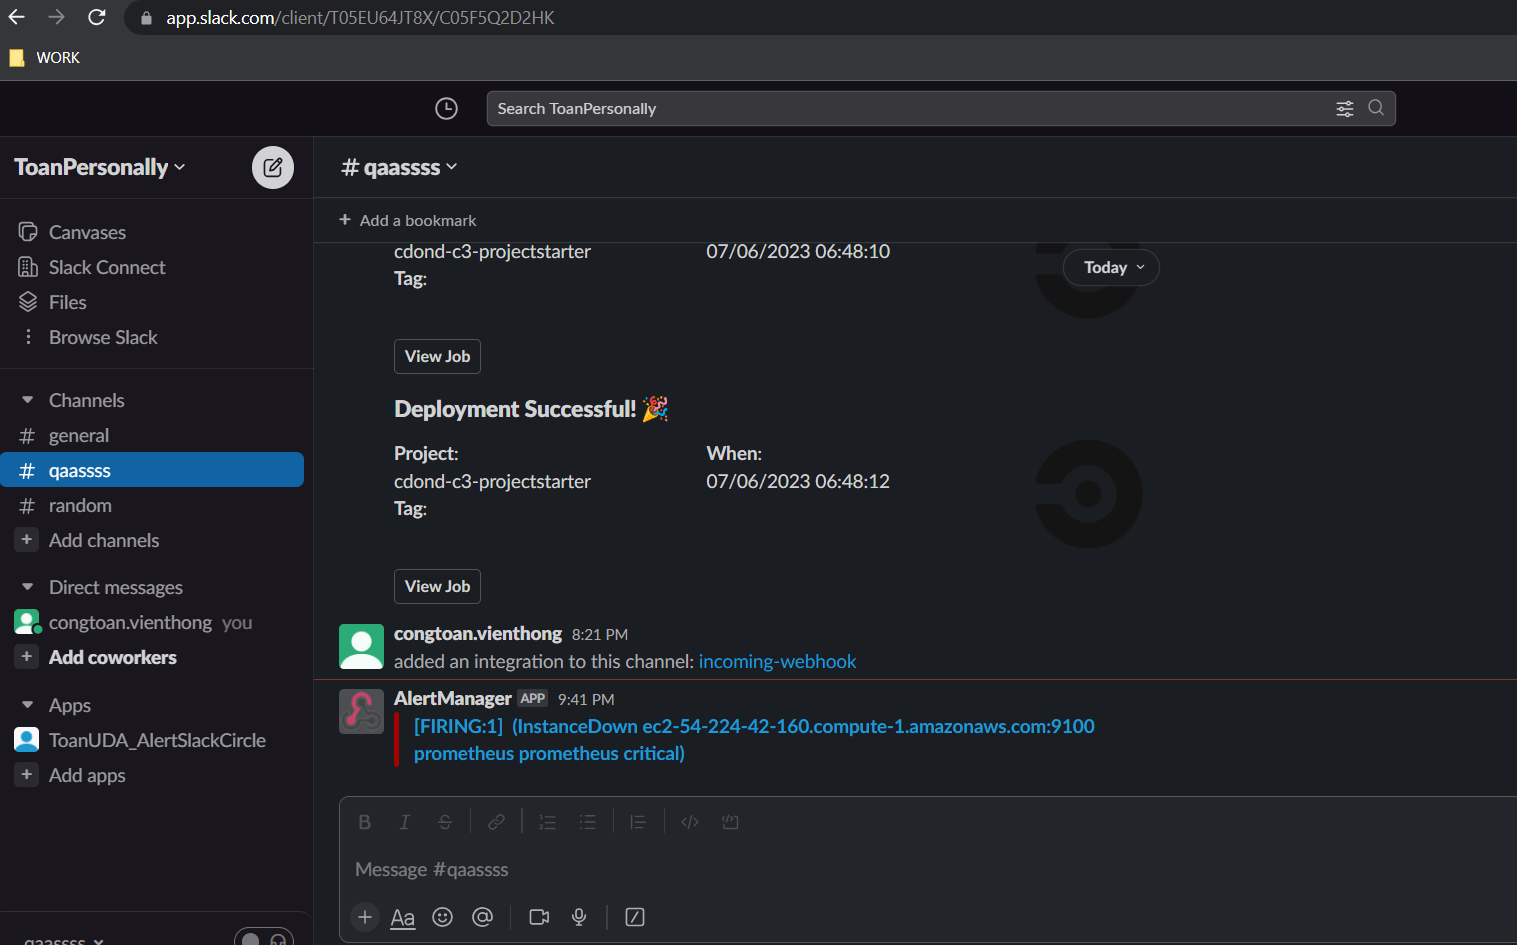 app.slack.com/client/T05EU64JT8X/C05F5Q2D2HK
WORK
Search ToanPersonally
ToanPersonally
Canvases
Slack Connect
Files
Browse Slack
Channels
# general
# qaassss
# random
+ Add channels
Direct messages
congtoan.vienthong you
+ Add coworkers
Apps
ToanUDA_AlertSlackCircle
+ Add apps
qaassss
# qaassss
+ Add a bookmark
Today
cdond-c3-projectstarter 07/06/2023 06:48:10
Tag:
View Job
Deployment Successful! 🎉
Project: When:
cdond-c3-projectstarter 07/06/2023 06:48:12
Tag:
View Job
congtoan.vienthong 8:21 PM
added an integration to this channel: incoming-webhook
AlertManager APP 9:41 PM
[FIRING:1] (InstanceDown ec2-54-224-42-160.compute-1.amazonaws.com:9100
prometheus prometheus critical)
B I S
Message #qaassss
+ Aa @